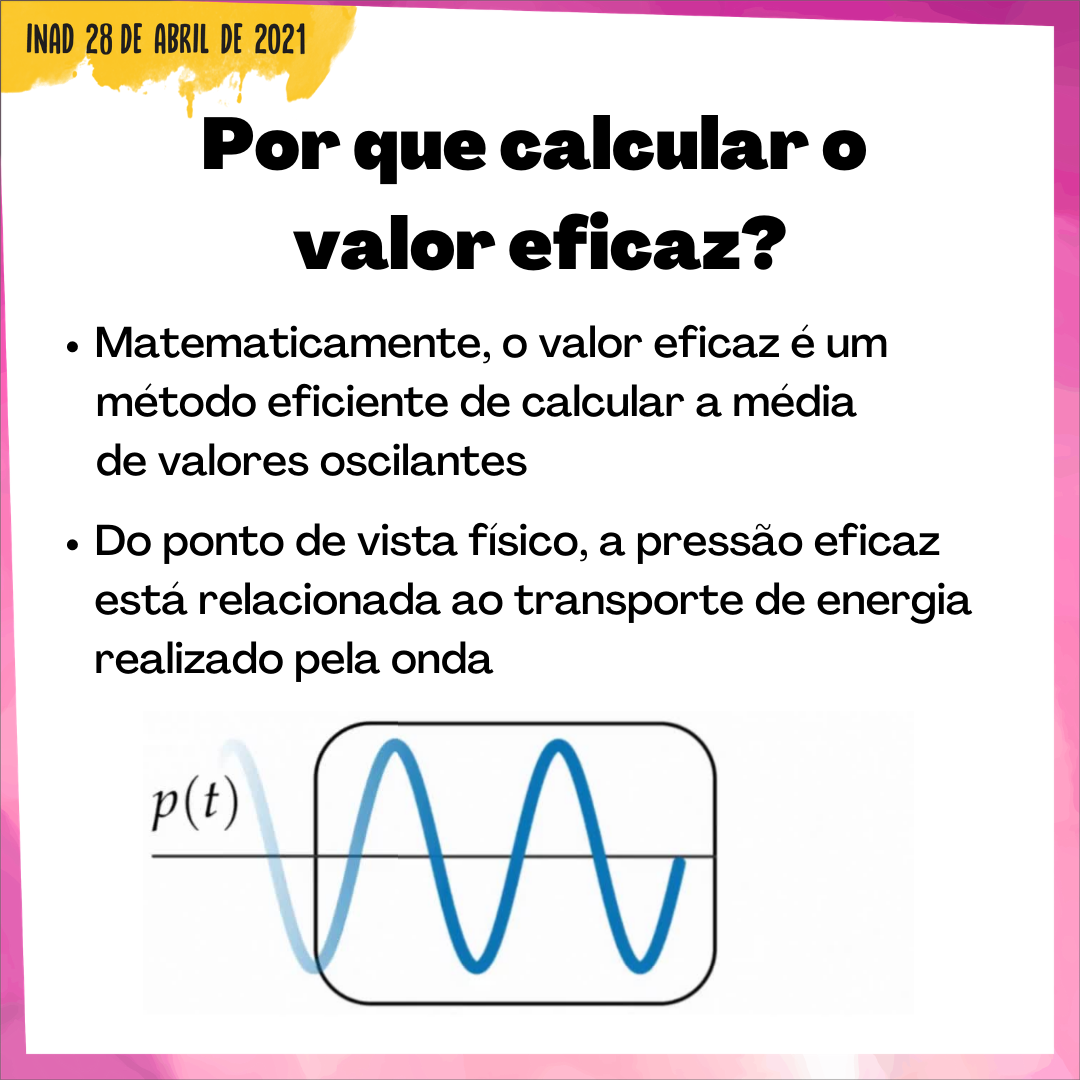 INAD 28 DE ABRIL DE 2021
Por que calcular o
valor eficaz?
• Matematicamente, o valor eficaz é um
método eficiente de calcular a média
de valores oscilantes
• Do ponto de vista físico, a pressão eficaz
está relacionada ao transporte de energia
realizado pela onda
p(t)